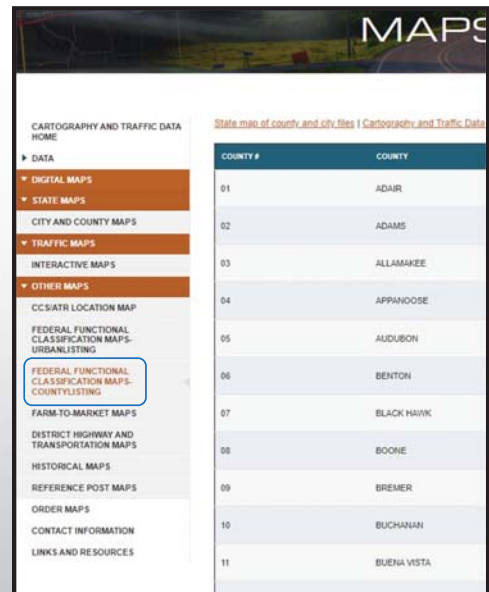 MAPS
CARTOGRAPHY AND TRAFFIC DATA
HOME
DATA
DIGITAL MAPS
STATE MAPS
CITY AND COUNTY MAPS
TRAFFIC MAPS
INTERACTIVE MAPS
OTHER MAPS
CCS/ATR LOCATION MAP
FEDERAL FUNCTIONAL
CLASSIFICATION MAPS-
URBANLISTING
FEDERAL FUNCTIONAL
CLASSIFICATION MAPS-
COUNTYLISTING
FARM-TO-MARKET MAPS
DISTRICT HIGHWAY AND
TRANSPORTATION MAPS
HISTORICAL MAPS
REFERENCE POST MAPS
ORDER MAPS
CONTACT INFORMATION
LINKS AND RESOURCES
State map of county and city files | Cartography and Traffic Data
COUNTY # COUNTY
01 ADAIR
02 ADAMS
03 ALLAMAKEE
04 APPANOOSE
05 AUDUBON
06 BENTON
07 BLACK HAWK
08 BOONE
09 BREMER
10 BUCHANAN
11 BUENA VISTA